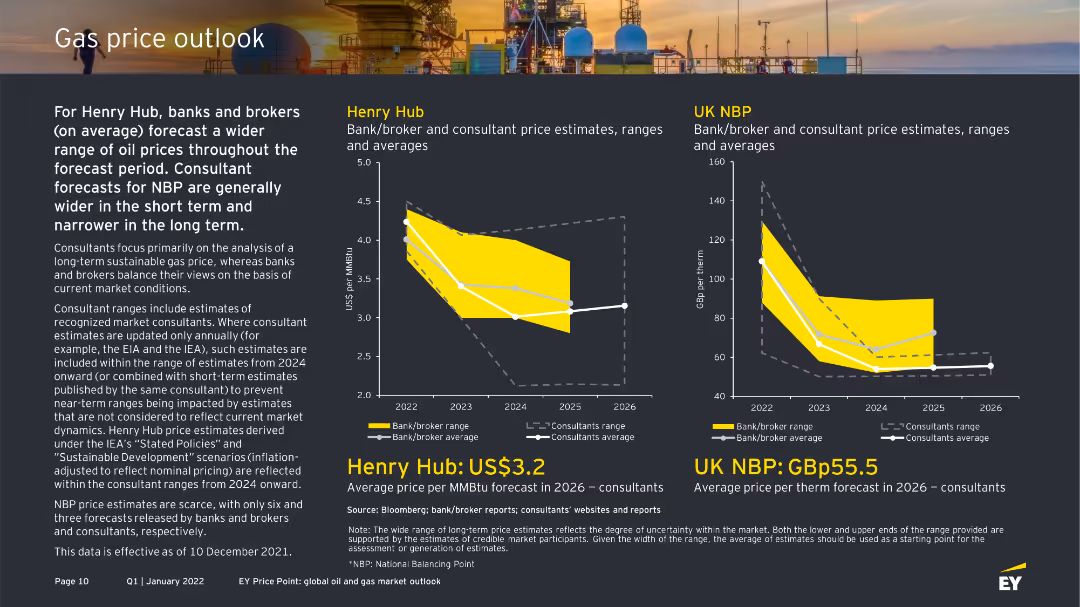 Gas price outlook
For Henry Hub, banks and brokers
(on average) forecast a wider
range of oil prices throughout the
forecast period. Consultant
forecasts for NBP are generally
wider in the short term and
narrower in the long term.
Consultants focus primarily on the analysis of a
long-term sustainable gas price, whereas banks
and brokers balance their views on the basis of
current market conditions.
Consultant ranges include estimates of
recognized market consultants. Where consultant
estimates are updated only annually (for
example, the EIA and the IEA), such estimates are
included within the range of estimates from 2024
onward (or combined with short-term estimates
published by the same consultant) to prevent
near-term ranges being impacted by estimates
that are not considered to reflect current market
dynamics. Henry Hub price estimates derived
under the IEA's "Stated Policies" and
"Sustainable Development" scenarios (inflation-
adjusted to reflect nominal pricing) are reflected
within the consultant ranges from 2024 onward.
NBP price estimates are scarce, with only six and
three forecasts released by banks and brokers
and consultants, respectively.
This data is effective as of 10 December 2021.
Henry Hub
Bank/broker and consultant price estimates, ranges
and averages
US$ per MMBtu
5.0
4.5
4.0
3.5
3.0
2.5
2.0
2022 2023 2024 2025 2026
Bank/broker range Consultants range
Bank/broker average Consultants average
Henry Hub: US$3.2
Average price per MMBtu forecast in 2026 – consultants
UK NBP
Bank/broker and consultant price estimates, ranges
and averages
GBp per therm
160
140
120
100
80
60
40
2022 2023 2024 2025 2026
Bank/broker range Consultants range
Bank/broker average Consultants average
UK NBP: GBp55.5
Average price per therm forecast in 2026 – consultants
Source: Bloomberg; bank/broker reports; consultants' websites and reports
Note: The wide range of long-term price estimates reflects the degree of uncertainty within the market. Both the lower and upper ends of the range provided are
supported by the estimates of credible market participants. Given the width of the range, the average of estimates should be used as a starting point for the
assessment or generation of estimates.
*NBP: National Balancing Point
Page 10 Q1 | January 2022 EY Price Point: global oil and gas market outlook
EY